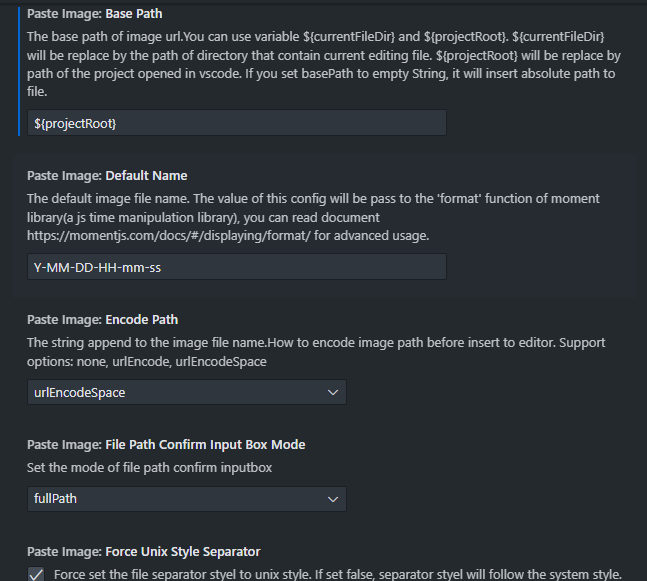 Paste Image: Base Path
The base path of image url.You can use variable ${currentFileDir} and ${projectRoot}. ${currentFileDir}
will be replace by the path of directory that contain current editing file. ${projectRoot} will be replace by
path of the project opened in vscode. If you set basePath to empty String, it will insert absolute path to
file.
${projectRoot}
Paste Image: Default Name
The default image file name. The value of this config will be pass to the 'format' function of moment
library(a js time manipulation library), you can read document
https://momentjs.com/docs/#/displaying/format/ for advanced usage.
Y-MM-DD-HH-mm-ss
Paste Image: Encode Path
The string append to the image file name.How to encode image path before insert to editor. Support
options: none, urlEncode, urlEncodeSpace
urlEncodeSpace
Paste Image: File Path Confirm Input Box Mode
Set the mode of file path confirm inputbox
fullPath
Paste Image: Force Unix Style Separator
Force set the file separator styel to unix style. If set false, separator styel will follow the system style.